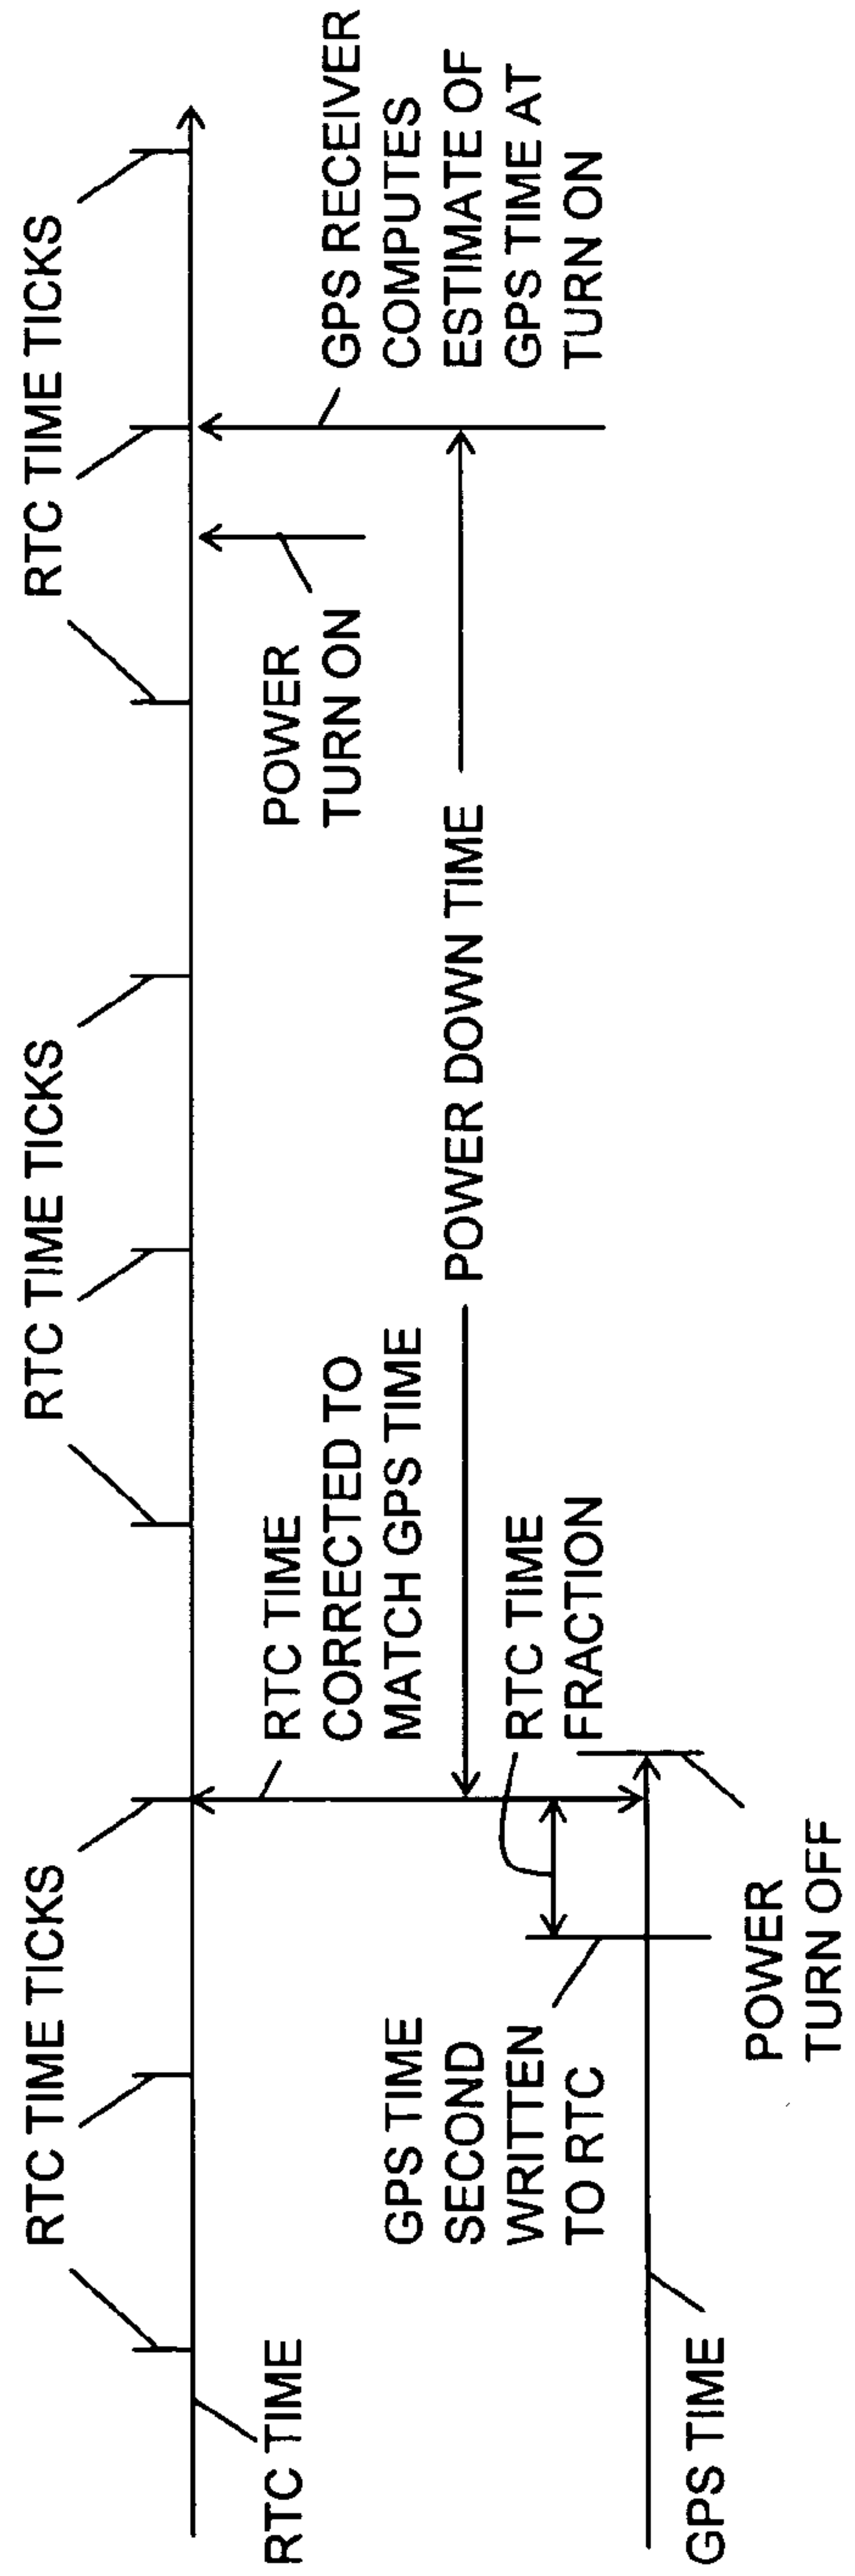 RTC TIME TICKS
RTC TIME TICKS
RTC TIME TICKS
RTC TIME
RTC TIME
CORRECTED TO
MATCH GPS TIME
POWER
TURN ON
GPS RECEIVER
COMPUTES
ESTIMATE OF
GPS TIME AT
TURN ON
GPS TIME
SECOND
WRITTEN
TO RTC
POWER DOWN TIME
RTC TIME
FRACTION
GPS TIME
POWER
TURN OFF